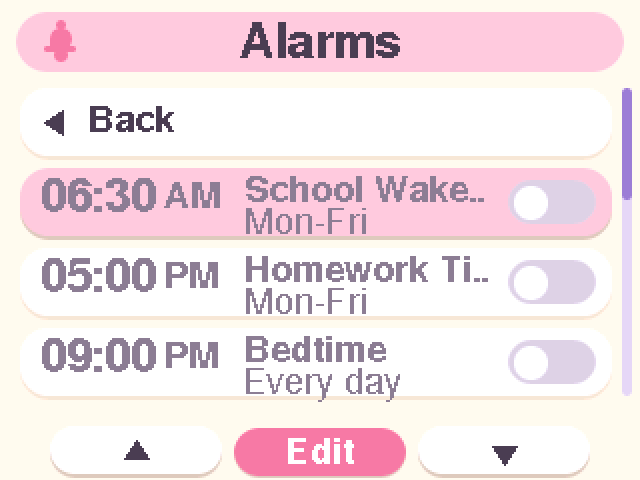 Alarms
Back
06:30 AM School Wake..
Mon-Fri
05:00 PM Homework Ti..
Mon-Fri
09:00 PM Bedtime
Every day
Edit